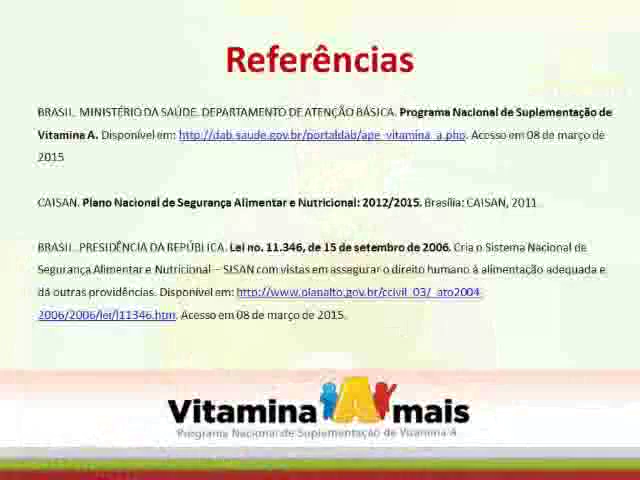 Referências
BRASIL. MINISTÉRIO DA SAÚDE. DEPARTAMENTO DE ATENÇÃO BÁSICA. Programa Nacional de Suplementação de
Vitamina A. Disponível em: http://dab.saude.gov.br/portaldab/ape_vitamina_a.php. Acesso em 08 de março de
2015
CAISAN. Plano Nacional de Segurança Alimentar e Nutricional: 2012/2015. Brasília: CAISAN, 2011.
BRASIL. PRESIDÊNCIA DA REPÚBLICA. Lei no. 11.346, de 15 de setembro de 2006. Cria o Sistema Nacional de
Segurança Alimentar e Nutricional – SISAN com vistas em assegurar o direito humano à alimentação adequada e
dá outras providências. Disponível em: http://www.planalto.gov.br/ccivil_03/_ato2004-
2006/2006/lei/l11346.htm. Acesso em 08 de março de 2015.
Vitamina A mais
Programa Nacional de Suplementação de Vitamina A